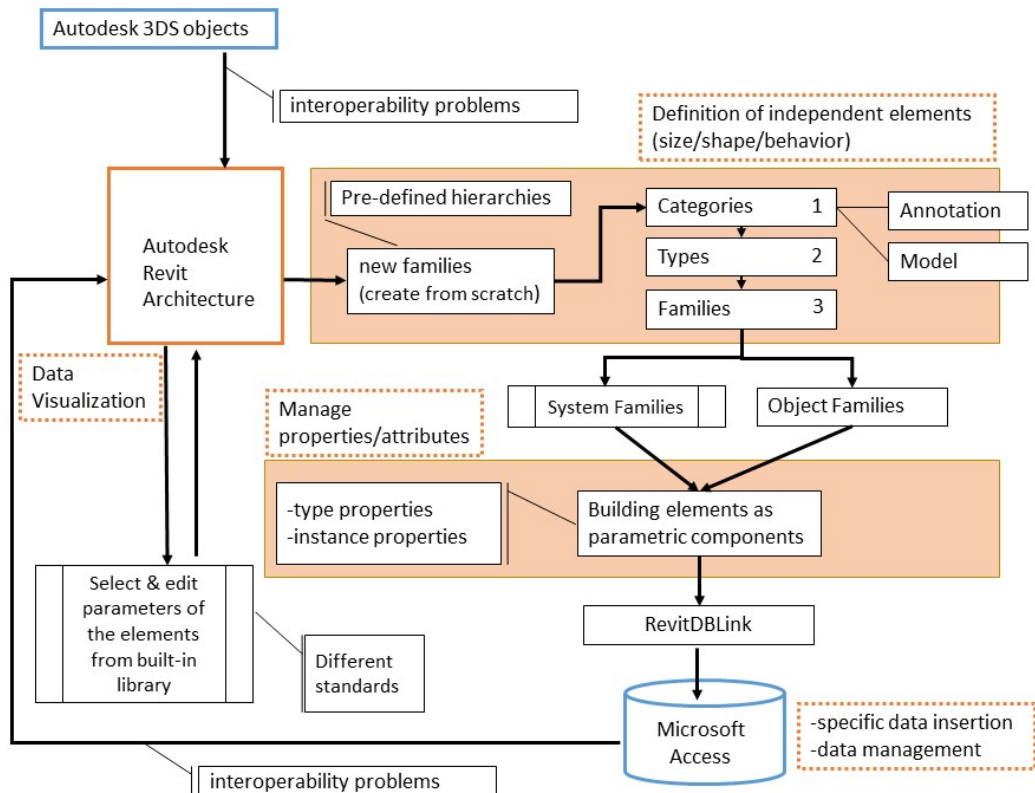 Autodesk 3DS objects
interoperability problems
Definition of independent elements
(size/shape/behavior)
Pre-defined hierarchies
Categories 1
Annotation
Autodesk
Revit
Architecture
new families
(create from scratch)
Types 2
Model
Families 3
Data
Visualization
Manage
properties/attributes
System Families
Object Families
-type properties
-instance properties
Building elements as
parametric components
Select & edit
parameters of
the elements
from built-in
library
Different
standards
RevitDBLink
Microsoft
Access
-specific data insertion
-data management
interoperability problems